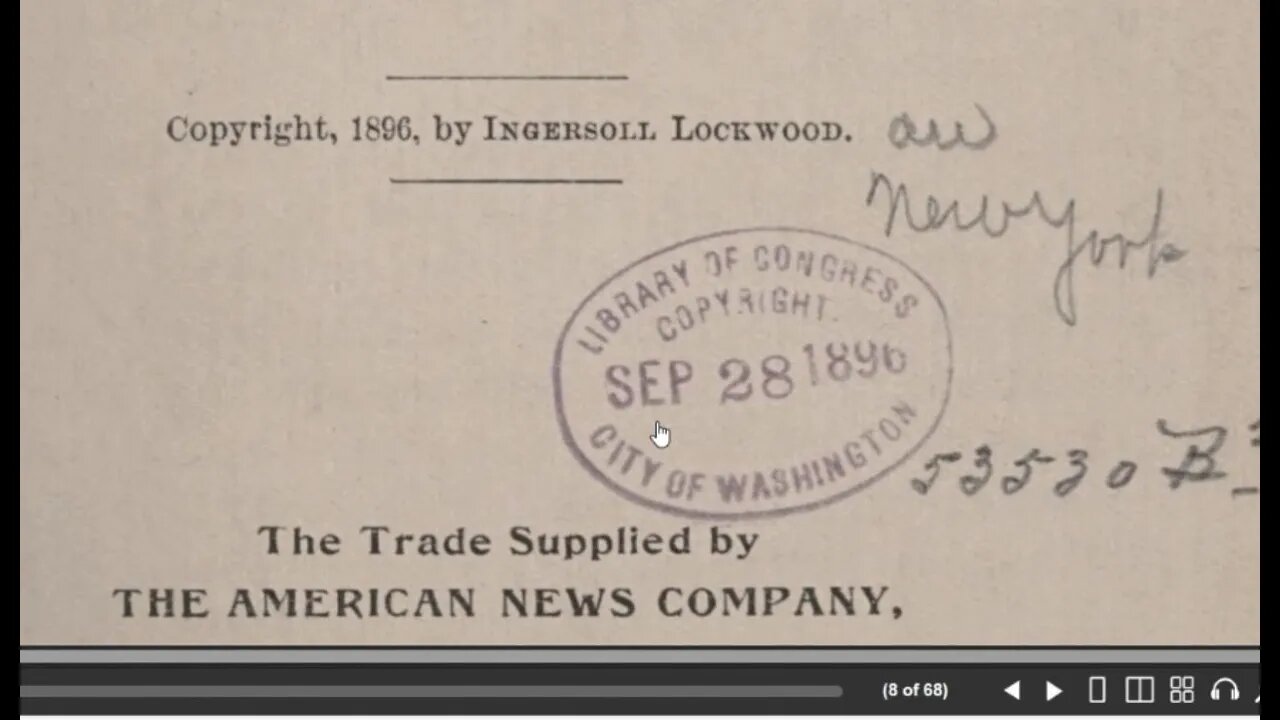 Copyright, 1896, by INGERSOLL LOCKWOOD.
New York
LIBRARY OF CONGRESS
COPYRIGHT.
SEP 28 1896
CITY OF WASHINGTON
53530 B
The Trade Supplied by
THE AMERICAN NEWS COMPANY,
(8 of 68)